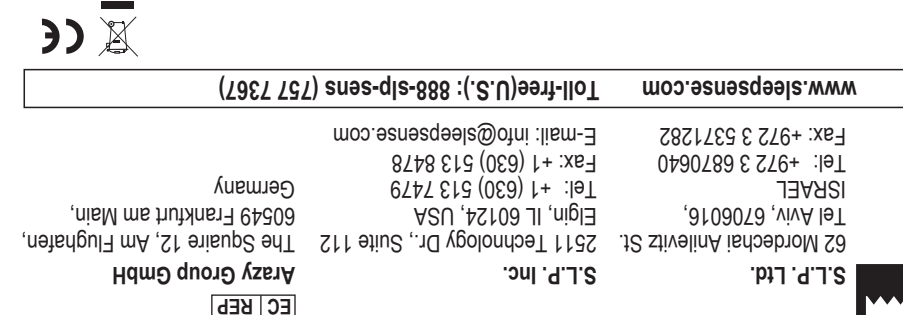 EC REP
S.L.P. Ltd.
62 Mordechai Anilevitz St.
Tel Aviv, 6706016,
ISRAEL
Tel: +972 3 6870640
Fax: +972 3 5371282
S.L.P. Inc.
2511 Technology Dr., Suite 112
Elgin, IL 60124, USA
Tel: +1 (630) 513 7479
Fax: +1 (630) 513 8478
E-mail: info@sleepsense.com
Arazy Group GmbH
The Squaire 12, Am Flughafen,
60549 Frankfurt am Main,
Germany
www.sleepsense.com
Toll-free(U.S.): 888-slp-sens (757 7367)
CE